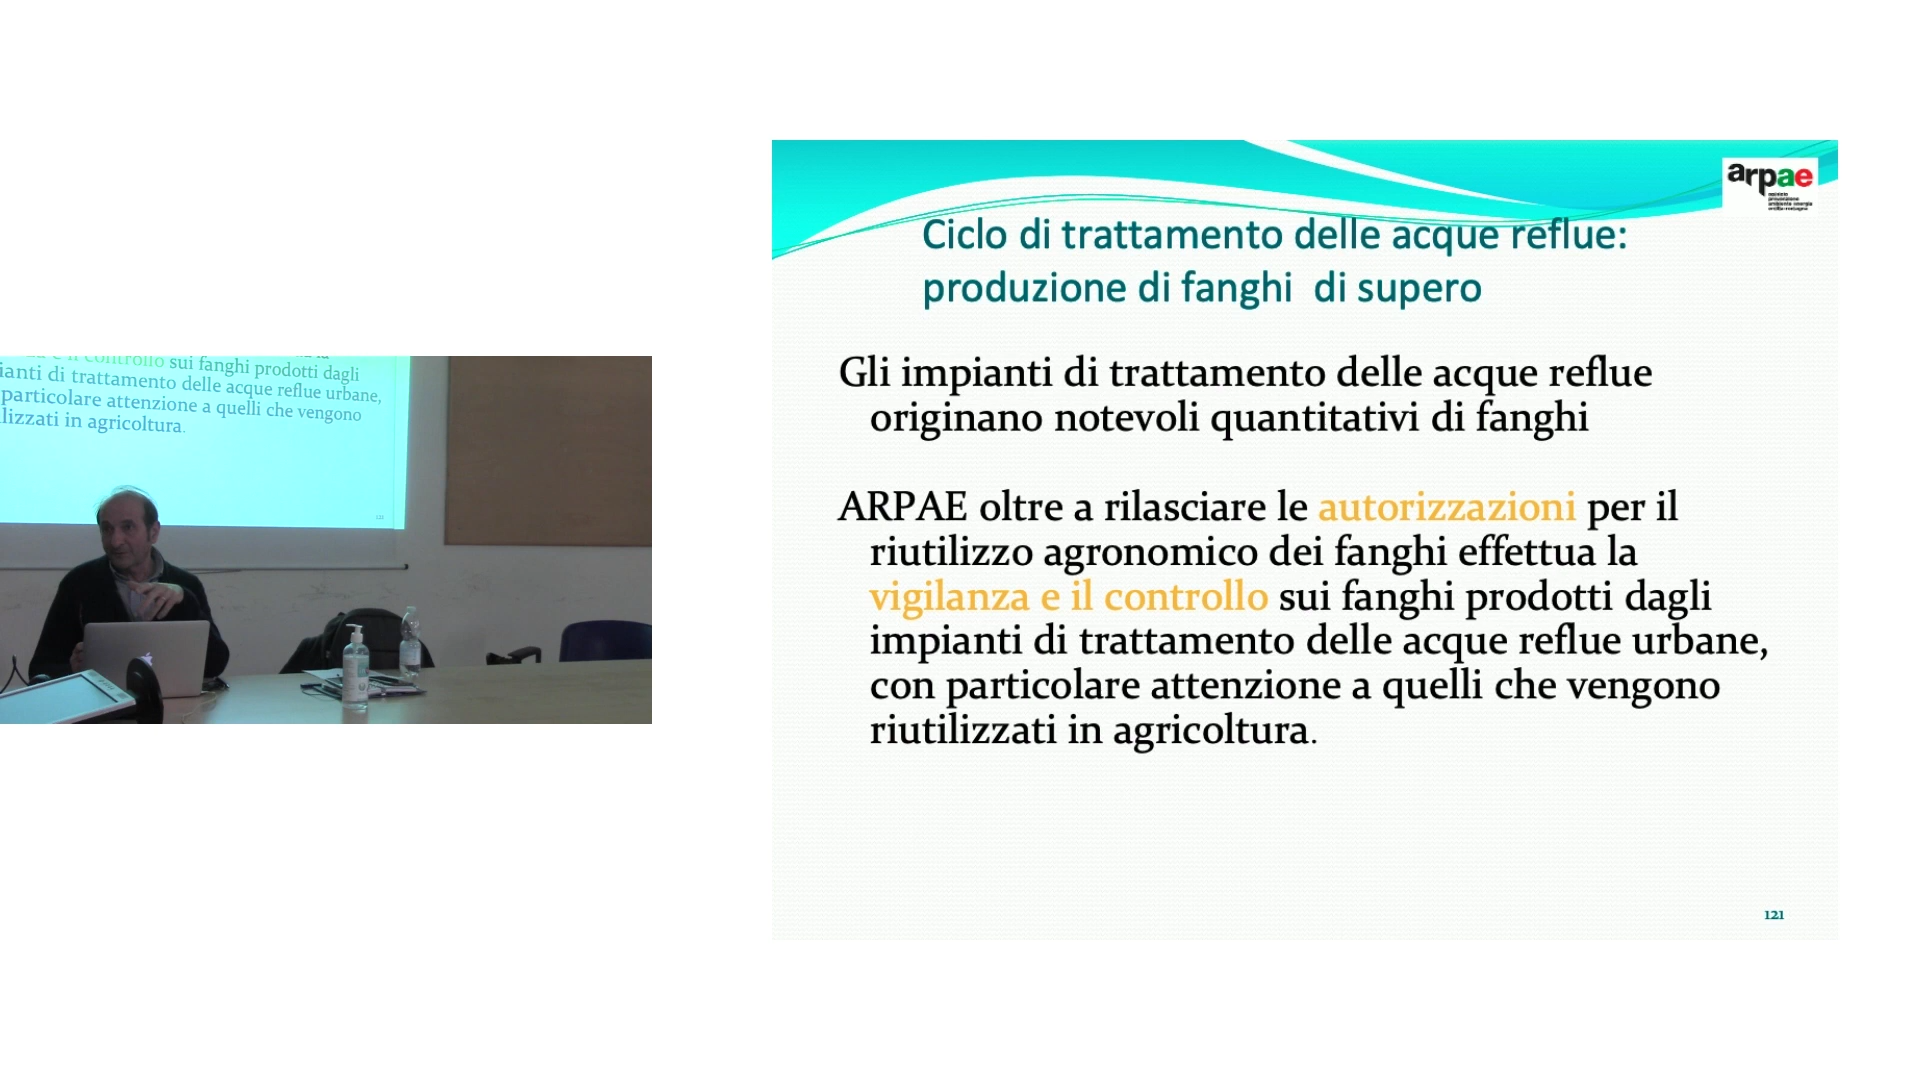 arpae
Ciclo di trattamento delle acque reflue:
produzione di fanghi di supero
Gli impianti di trattamento delle acque reflue
originano notevoli quantitativi di fanghi
ARPAE oltre a rilasciare le autorizzazioni per il
riutilizzo agronomico dei fanghi effettua la
vigilanza e il controllo sui fanghi prodotti dagli
impianti di trattamento delle acque reflue urbane,
con particolare attenzione a quelli che vengono
riutilizzati in agricoltura.
121
il controllo sui fanghi prodotti dagli
ianti di trattamento delle acque reflue urbane,
particolare attenzione a quelli che vengono
lizzati in agricoltura.